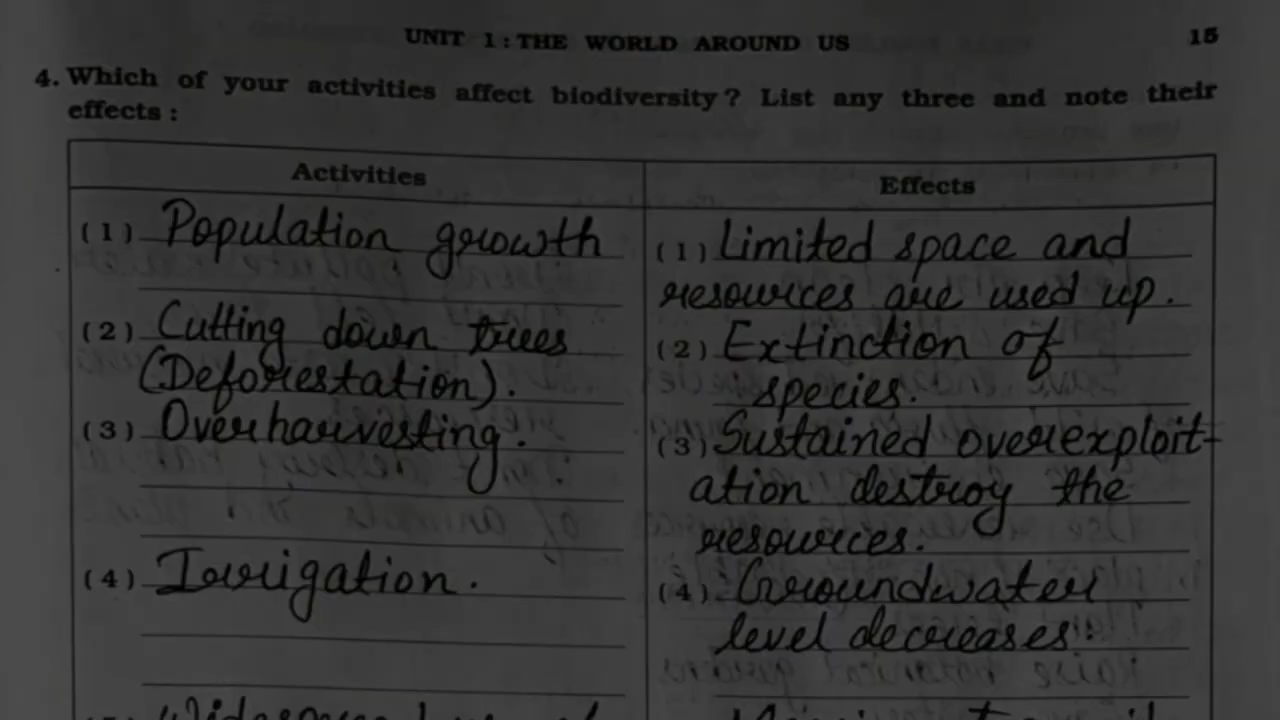 UNIT 1 : THE WORLD AROUND US 15
4. Which of your activities affect biodiversity? List any three and note their
effects :
Activities
Effects
(1) Population growth
(1) Limited space and
resources are used up.
(2) Cutting down trees
(Deforestation).
(2) Extinction of
species.
(3) Overharvesting.
(3) Sustained overexploit-
ation destroy the
resources.
(4) Irrigation.
(4) Groundwater
level decreases.